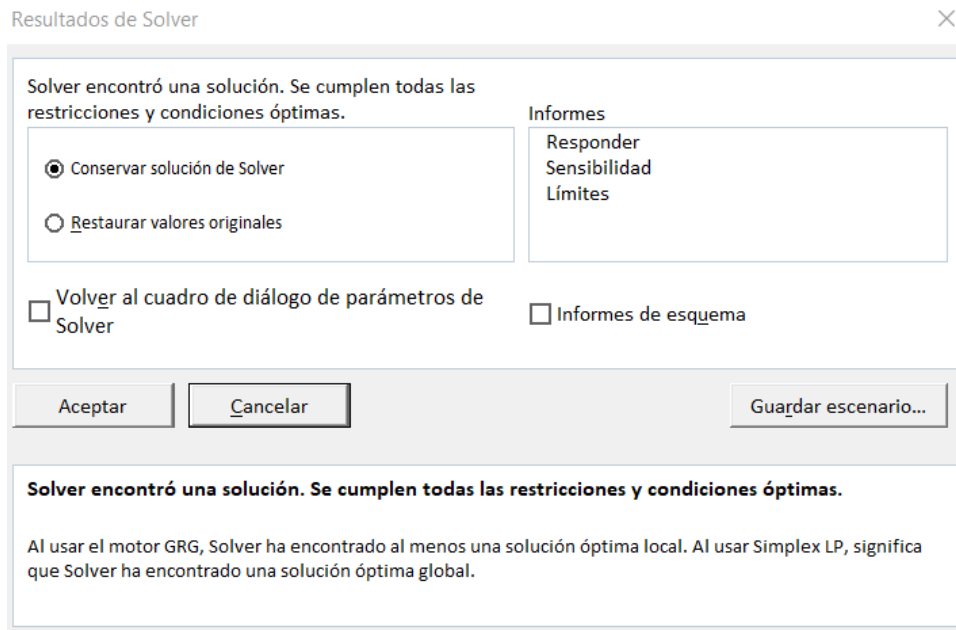 Resultados de Solver
Solver encontró una solución. Se cumplen todas las
restricciones y condiciones óptimas.
Conservar solución de Solver
Restaurar valores originales
Informes
Responder
Sensibilidad
Límites
Volver al cuadro de diálogo de parámetros de
Solver
Informes de esquema
Aceptar
Cancelar
Guardar escenario...
Solver encontró una solución. Se cumplen todas las restricciones y condiciones óptimas.
Al usar el motor GRG, Solver ha encontrado al menos una solución óptima local. Al usar Simplex LP, significa
que Solver ha encontrado una solución óptima global.